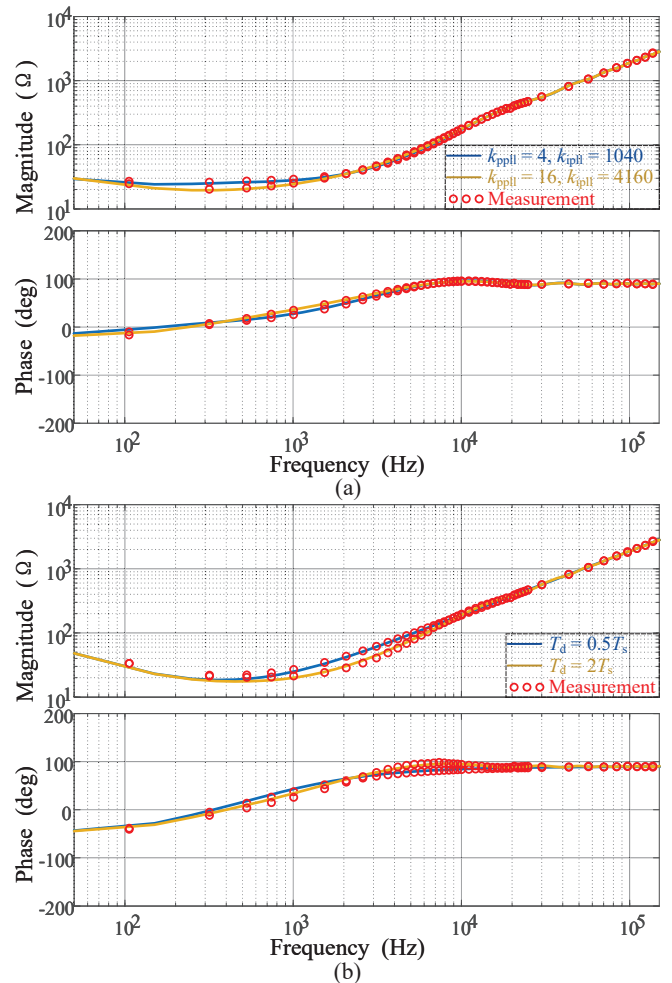 10^4
10^3
10^2
10^1
Magnitude (Ω)
k_ppll = 4, k_ipll = 1040
k_ppll = 16, k_ipll = 4160
Measurement
200
100
0
-100
-200
Phase (deg)
10^2 10^3 10^4 10^5
Frequency (Hz)
(a)
10^4
10^3
10^2
10^1
Magnitude (Ω)
T_d = 0.5T_s
T_d = 2T_s
Measurement
200
100
0
-100
-200
Phase (deg)
10^2 10^3 10^4 10^5
Frequency (Hz)
(b)